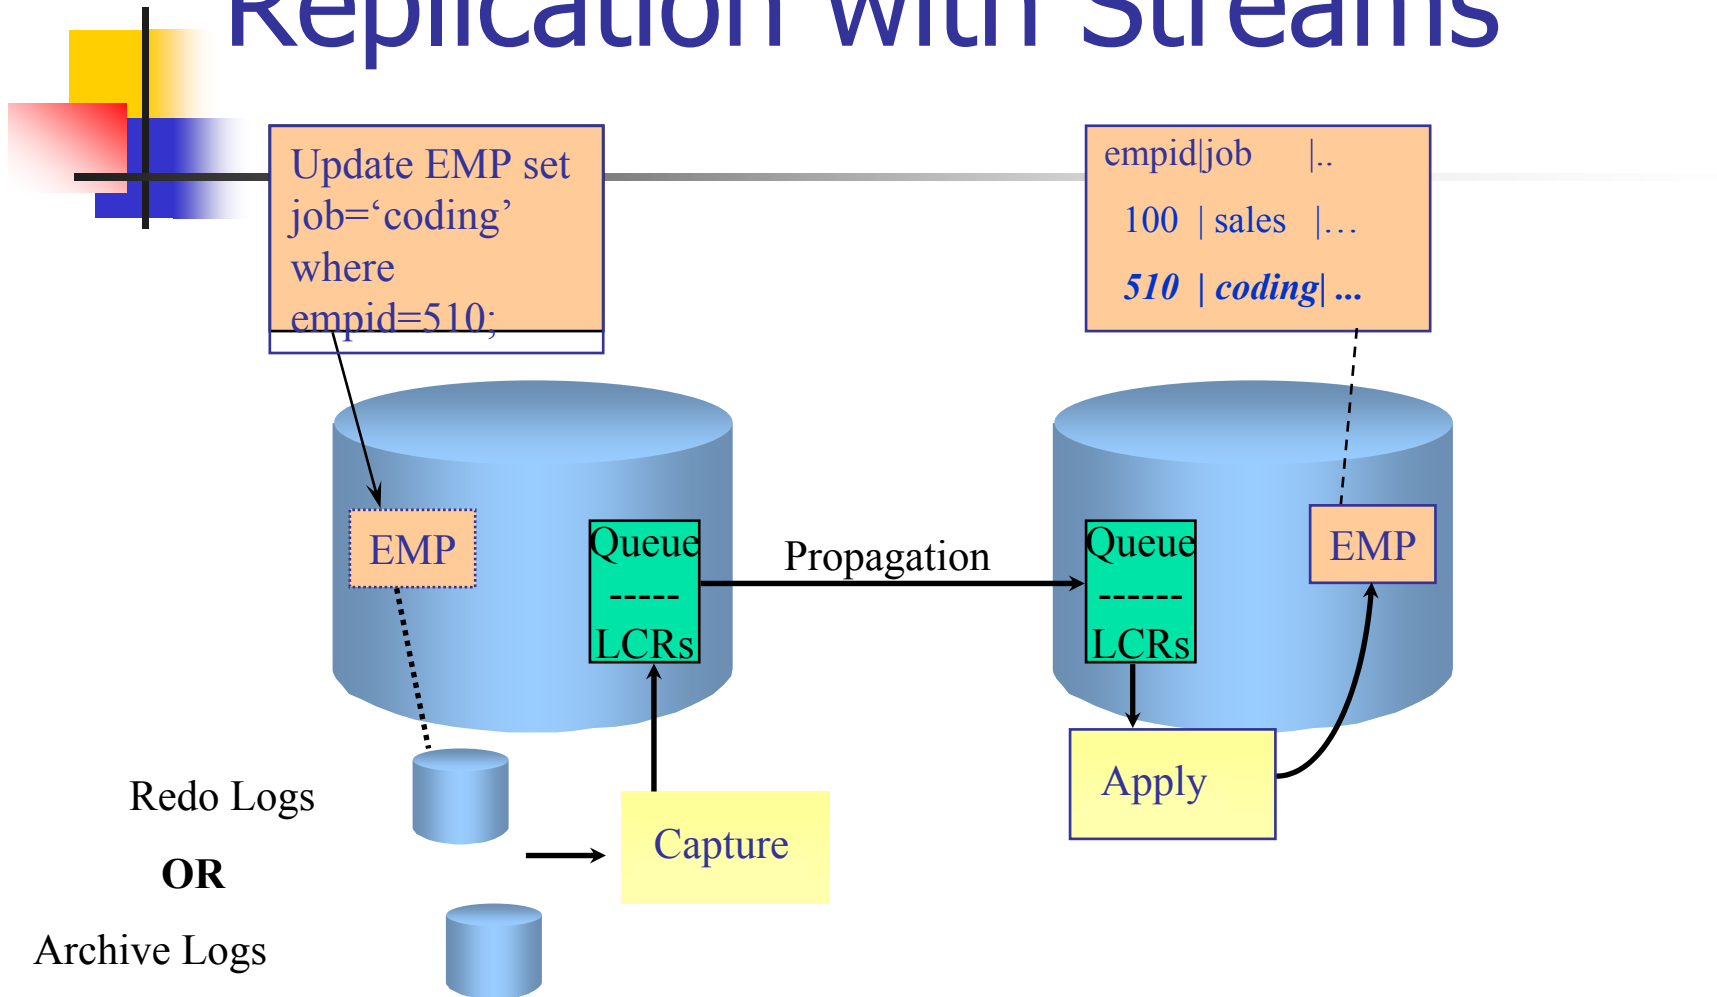 Replication with Streams
Update EMP set
job=‘coding’
where
empid=510;
empid|job |..
100 | sales |…
510 | coding| ...
EMP
Queue
-----
LCRs
Propagation
Queue
------
LCRs
EMP
Redo Logs
OR
Archive Logs
Capture
Apply